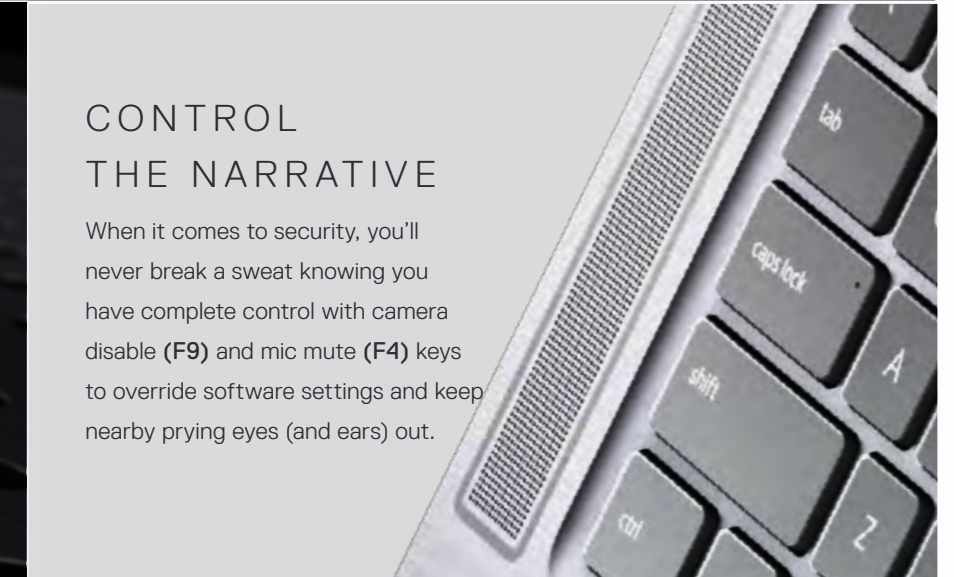 CONTROL
THE NARRATIVE
When it comes to security, you’ll
never break a sweat knowing you
have complete control with camera
disable (F9) and mic mute (F4) keys
to override software settings and keep
nearby prying eyes (and ears) out.
tab
caps lock
A
shift
Z
ctrl